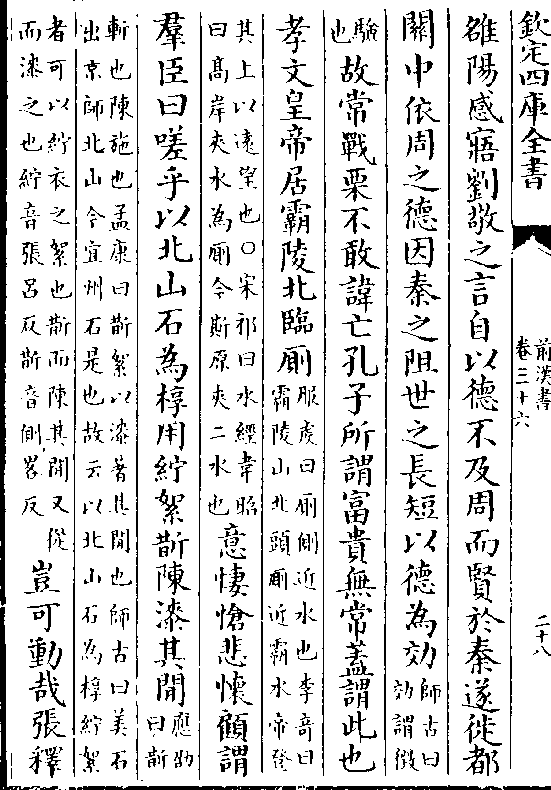 欽定四庫全書
前漢書
卷三十六
二十八
雒陽感寤劉敬之言自以德不及周而賢於秦遂徙都
關中依周之德因秦之阻世之長短以德為効師古曰効謂徴
驗也故常戰栗不敢諱亡孔子所謂富貴無常蓋謂此也
孝文皇帝居霸陵北臨厠服䖍曰厠側近水也李竒曰霸陵山北頭厠近霸水帝登
其上以遠望也○宋祁曰水經韋昭曰髙岸夾水為厠今斯原夾二水也意悽愴悲懷顧謂
羣臣曰嗟乎以北山石為椁用紵絮斮陳漆其間應劭曰斮
斬也陳施也孟康曰斮絮以漆著其間也師古曰美石出京師北山今宜州石是也故云以北山石為椁紵絮
者可以紵衣之絮也斮而陳其間又從而漆之也紵音張吕反斮音側畧反豈可動哉張釋